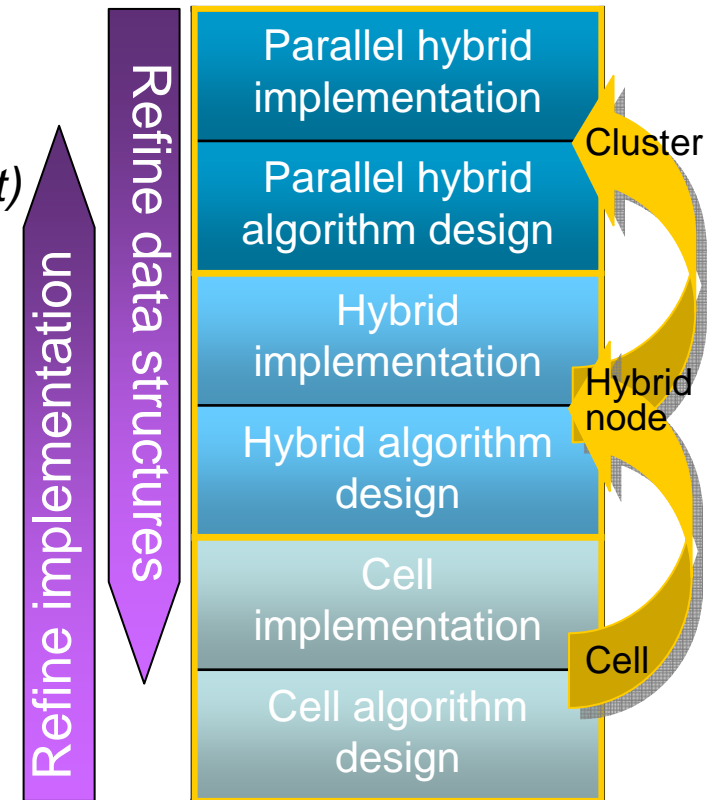 t)
Refine implementation
Refine data structures
Parallel hybrid
implementation
Parallel hybrid
algorithm design
Hybrid
implementation
Hybrid algorithm
design
Cell
implementation
Cell algorithm
design
Cluster
Hybrid
node
Cell